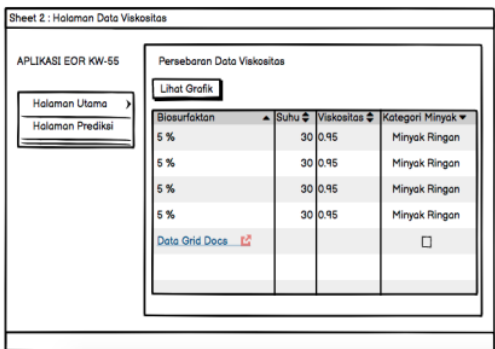 Sheet 2 : Halaman Data Viskositas
APLIKASI EOR KW-55
Halaman Utama
Halaman Prediksi
Persebaran Data Viskositas
Lihat Grafik
Biosurfaktan Suhu Viskositas Kategori Minyak
5 % 30 0.95 Minyak Ringan
5 % 30 0.95 Minyak Ringan
5 % 30 0.95 Minyak Ringan
5 % 30 0.95 Minyak Ringan
Data Grid Docs